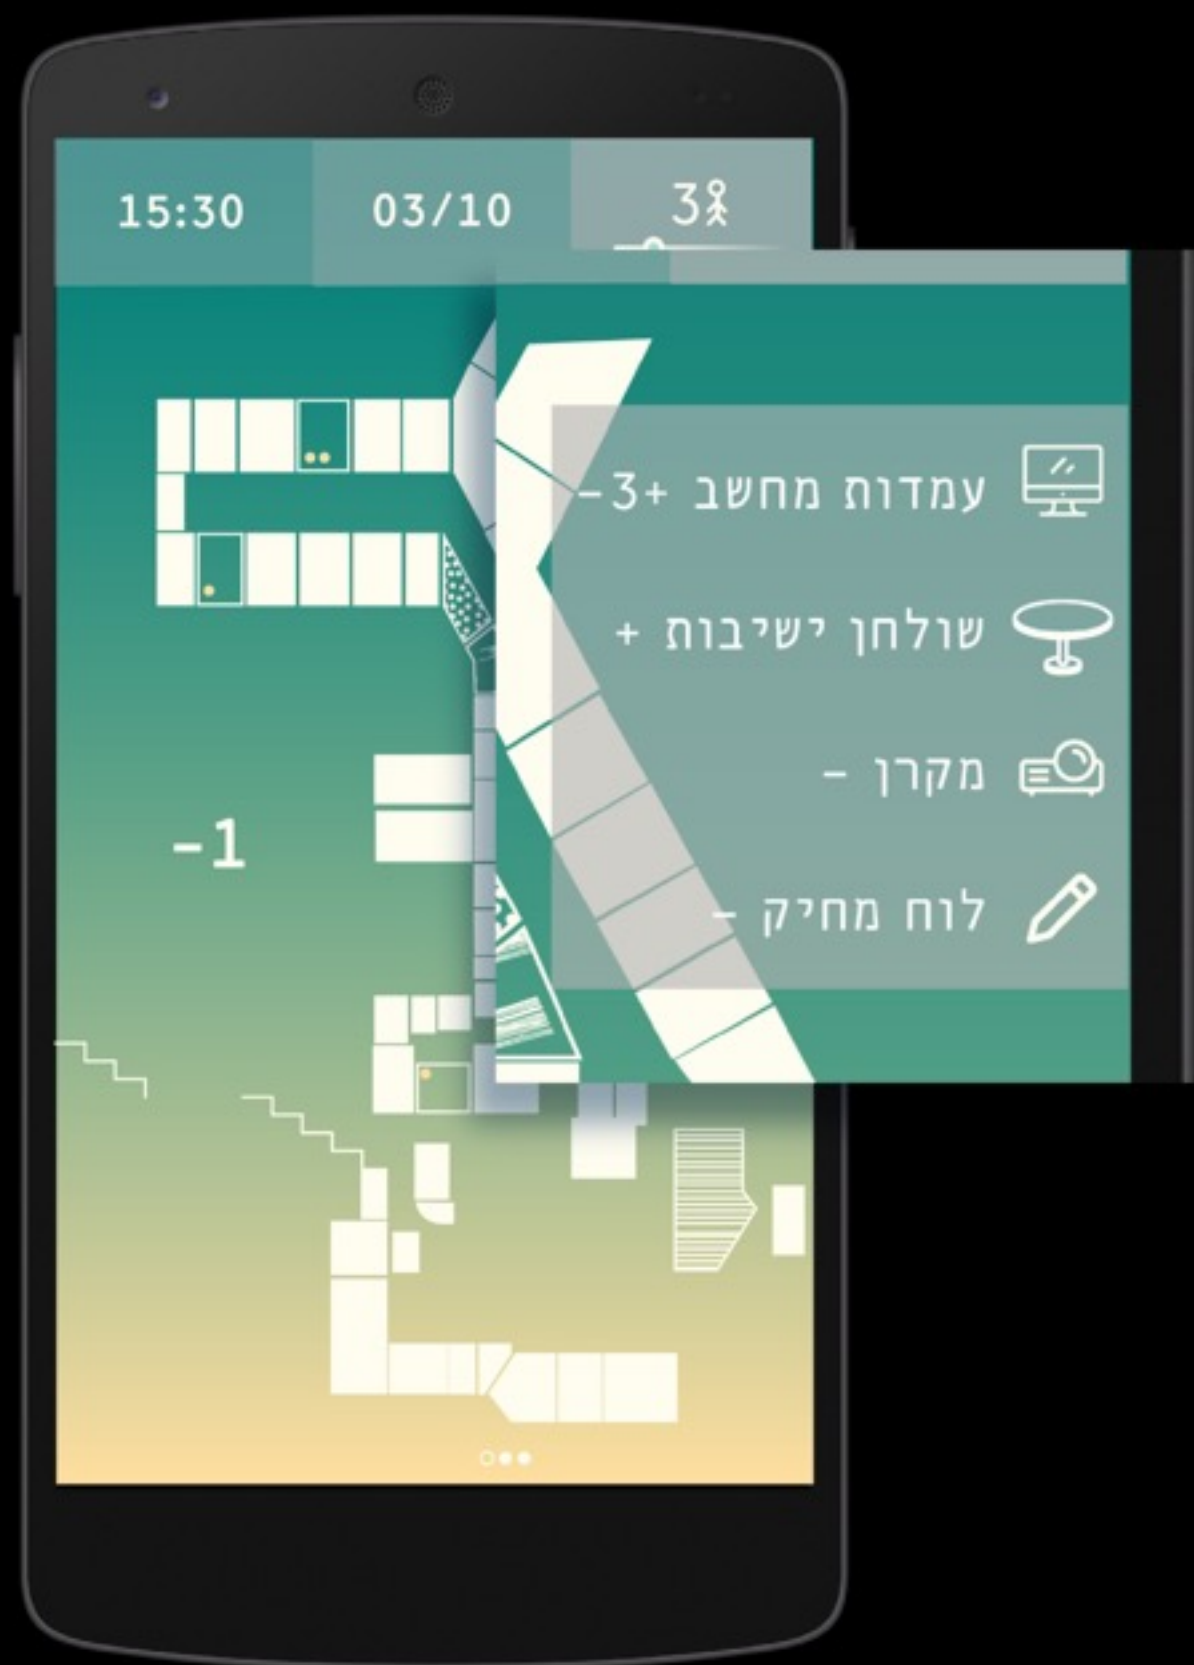 15:30
03/10
3
עמדות מחשב +3-
שולחן ישיבות +
מקרן -
לוח מחיק -
-1